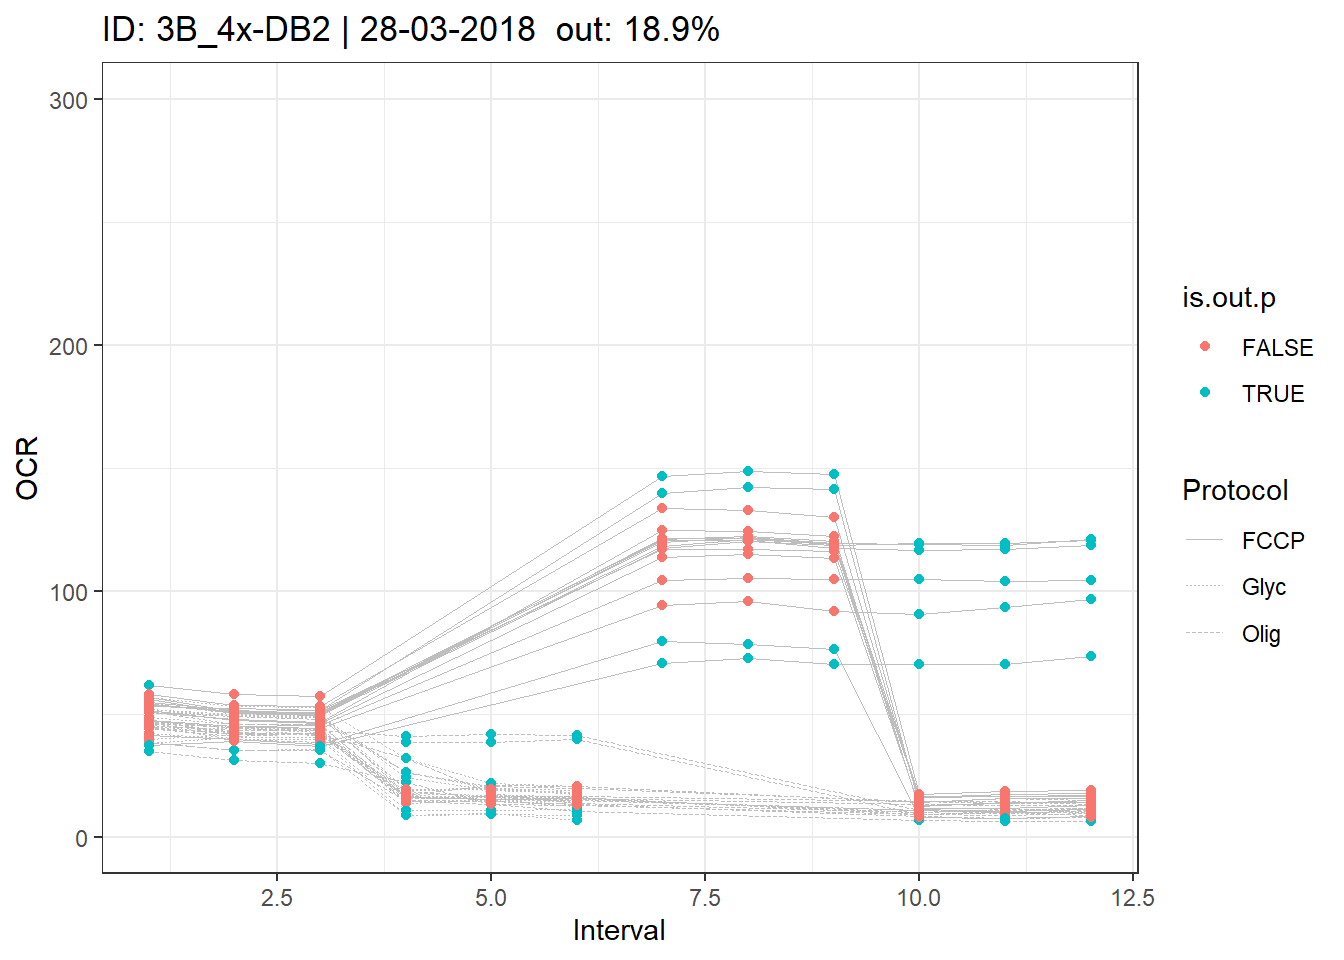 ID: 3B_4x-DB2 | 28-03-2018  out: 18.9%
300
200
100
0
OCR
2.5
5.0
7.5
10.0
12.5
Interval
is.out.p
FALSE
TRUE
Protocol
FCCP
Glyc
Olig